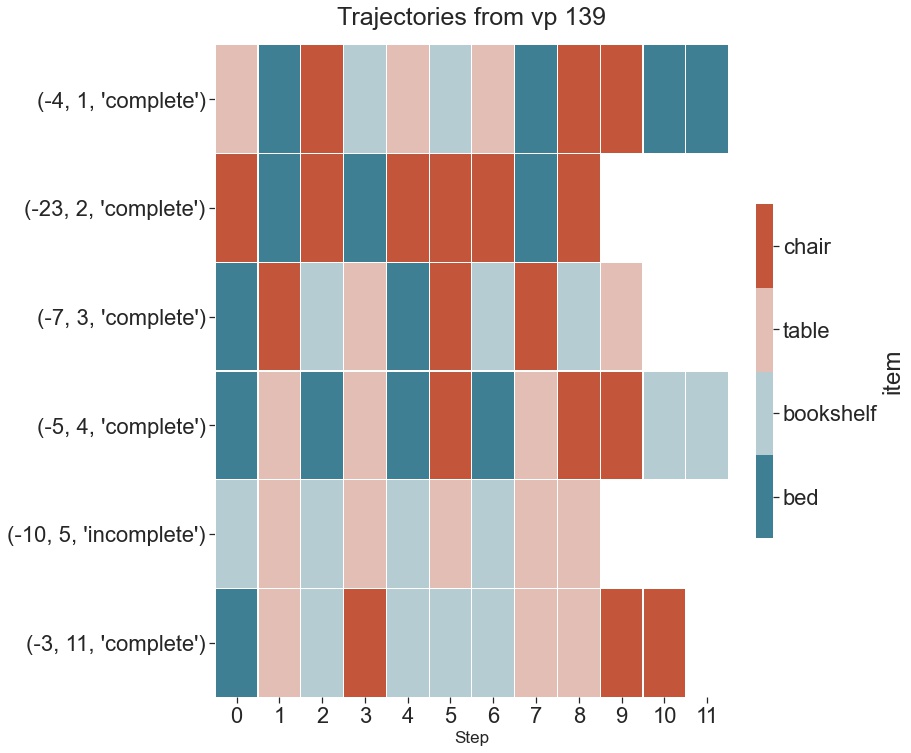 Trajectories from vp 139
(-4, 1, 'complete')
(-23, 2, 'complete')
(-7, 3, 'complete')
(-5, 4, 'complete')
(-10, 5, 'incomplete')
(-3, 11, 'complete')
0 1 2 3 4 5 6 7 8 9 10 11
Step
chair
table
bookshelf
bed
item